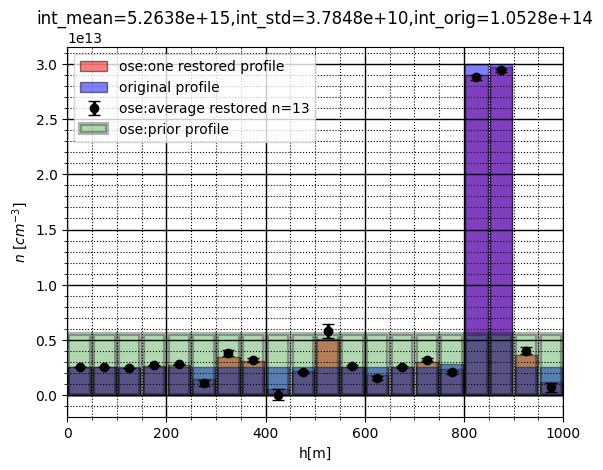 int_mean=5.2638e+15,int_std=3.7848e+10,int_orig=1.0528e+14
1e13
3.0
2.5
2.0
1.5
1.0
0.5
0.0
n [cm⁻³]
ose:one restored profile
original profile
ose:average restored n=13
ose:prior profile
0 200 400 600 800 1000
h[m]